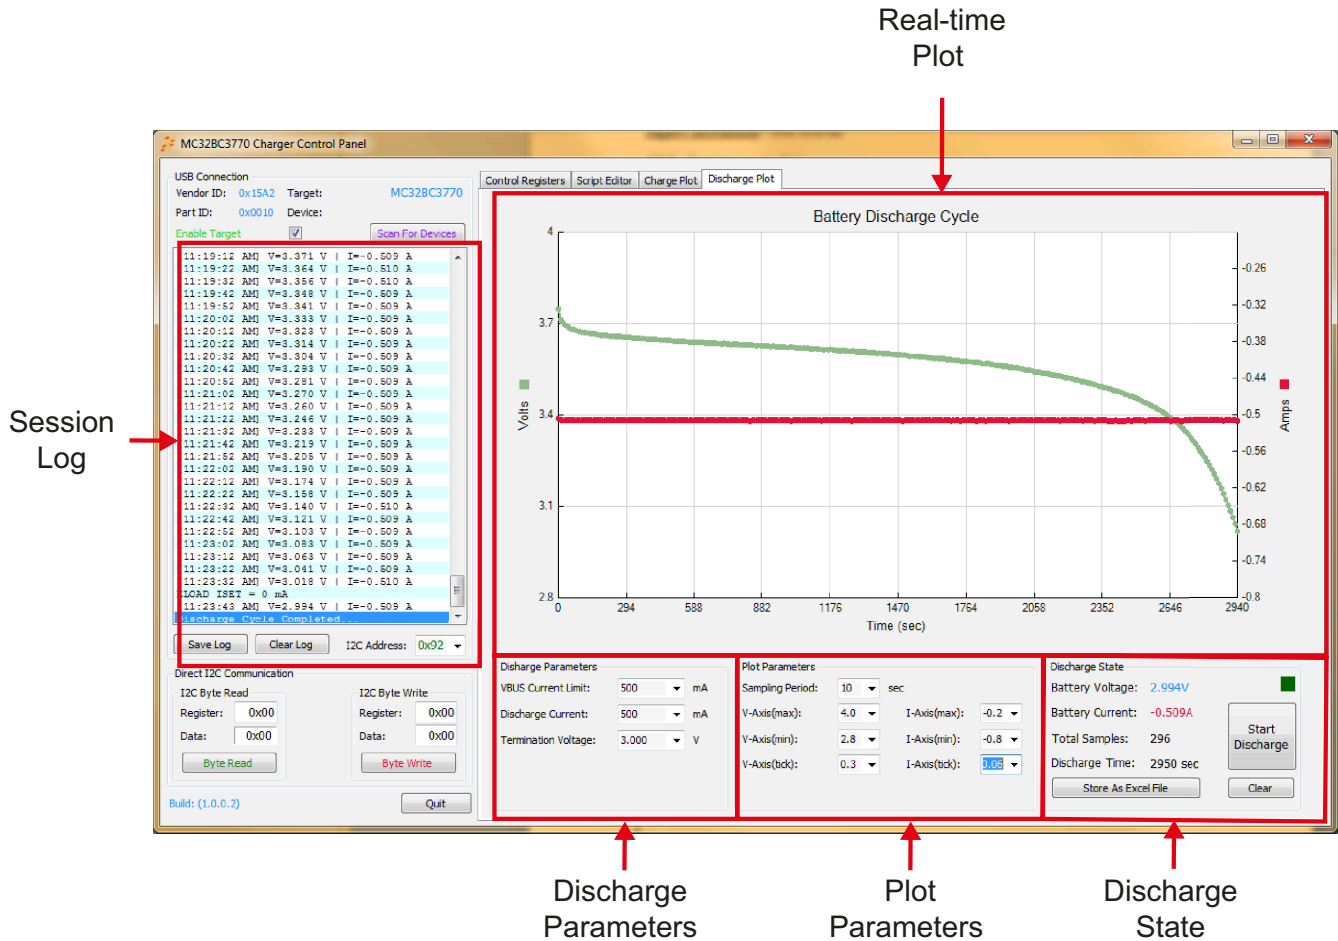 Real-time
Plot
MC32BC3770 Charger Control Panel
USB Connection
Vendor ID: 0x15A2 Target: MC32BC3770
Part ID: 0x0010 Device:
Enable Target Scan For Devices
[11:19:12 AM] V=3.371 V | I=-0.509 A
[11:19:22 AM] V=3.364 V | I=-0.510 A
[11:19:32 AM] V=3.356 V | I=-0.510 A
[11:19:42 AM] V=3.348 V | I=-0.509 A
[11:19:52 AM] V=3.341 V | I=-0.509 A
[11:20:02 AM] V=3.333 V | I=-0.509 A
[11:20:12 AM] V=3.323 V | I=-0.509 A
[11:20:22 AM] V=3.314 V | I=-0.509 A
[11:20:32 AM] V=3.304 V | I=-0.509 A
[11:20:42 AM] V=3.293 V | I=-0.509 A
[11:20:52 AM] V=3.281 V | I=-0.509 A
[11:21:02 AM] V=3.270 V | I=-0.509 A
[11:21:12 AM] V=3.260 V | I=-0.509 A
[11:21:22 AM] V=3.246 V | I=-0.509 A
[11:21:32 AM] V=3.233 V | I=-0.509 A
[11:21:42 AM] V=3.219 V | I=-0.509 A
[11:21:52 AM] V=3.205 V | I=-0.509 A
[11:22:02 AM] V=3.190 V | I=-0.509 A
[11:22:12 AM] V=3.174 V | I=-0.509 A
[11:22:22 AM] V=3.158 V | I=-0.509 A
[11:22:32 AM] V=3.140 V | I=-0.510 A
[11:22:42 AM] V=3.121 V | I=-0.509 A
[11:22:52 AM] V=3.103 V | I=-0.509 A
[11:23:02 AM] V=3.083 V | I=-0.509 A
[11:23:12 AM] V=3.063 V | I=-0.509 A
[11:23:22 AM] V=3.041 V | I=-0.509 A
[11:23:32 AM] V=3.018 V | I=-0.510 A
ISET = 0 mA
[11:23:43 AM] V=2.994 V | I=-0.509 A
Discharge Cycle Completed...
Save Log Clear Log I2C Address: 0x92
Direct I2C Communication
I2C Byte Read
Register: 0x00
Data: 0x00
Byte Read
I2C Byte Write
Register: 0x00
Data: 0x00
Byte Write
Build: (1.0.0.2) Quit
Session
Log
Control Registers Script Editor Charge Plot Discharge Plot
Battery Discharge Cycle
4
3.7
3.4
3.1
2.8
Volts
-0.26
-0.32
-0.38
-0.44
-0.5
-0.56
-0.62
-0.68
-0.74
-0.8
Amps
0 294 588 882 1176 1470 1764 2058 2352 2646 2940
Time (sec)
Disharge Parameters
VBUS Current Limit: 500 mA
Discharge Current: 500 mA
Termination Voltage: 3.000 V
Plot Parameters
Sampling Period: 10 sec
V-Axis(max): 4.0 I-Axis(max): -0.2
V-Axis(min): 2.8 I-Axis(min): -0.8
V-Axis(tick): 0.3 I-Axis(tick): 0.06
Discharge State
Battery Voltage: 2.994V
Battery Current: -0.509A
Total Samples: 296
Discharge Time: 2950 sec
Start
Discharge
Store As Excel File Clear
Discharge
Parameters
Plot
Parameters
Discharge
State